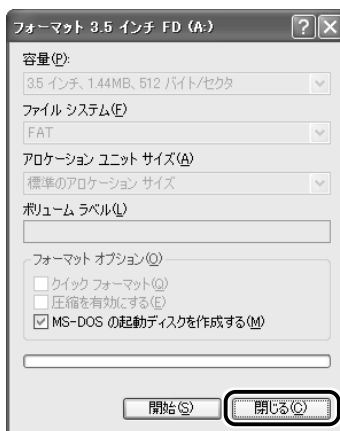 フォーマット 3.5 インチ FD (A:)
容量(P):
3.5 インチ、1.44MB、512 バイト/セクタ
ファイル システム(F)
FAT
アロケーション ユニット サイズ(A)
標準のアロケーション サイズ
ボリューム ラベル(L)
フォーマット オプション(O)
クイック フォーマット(Q)
圧縮を有効にする(E)
MS-DOS の起動ディスクを作成する(M)
開始(S) 閉じる(C)